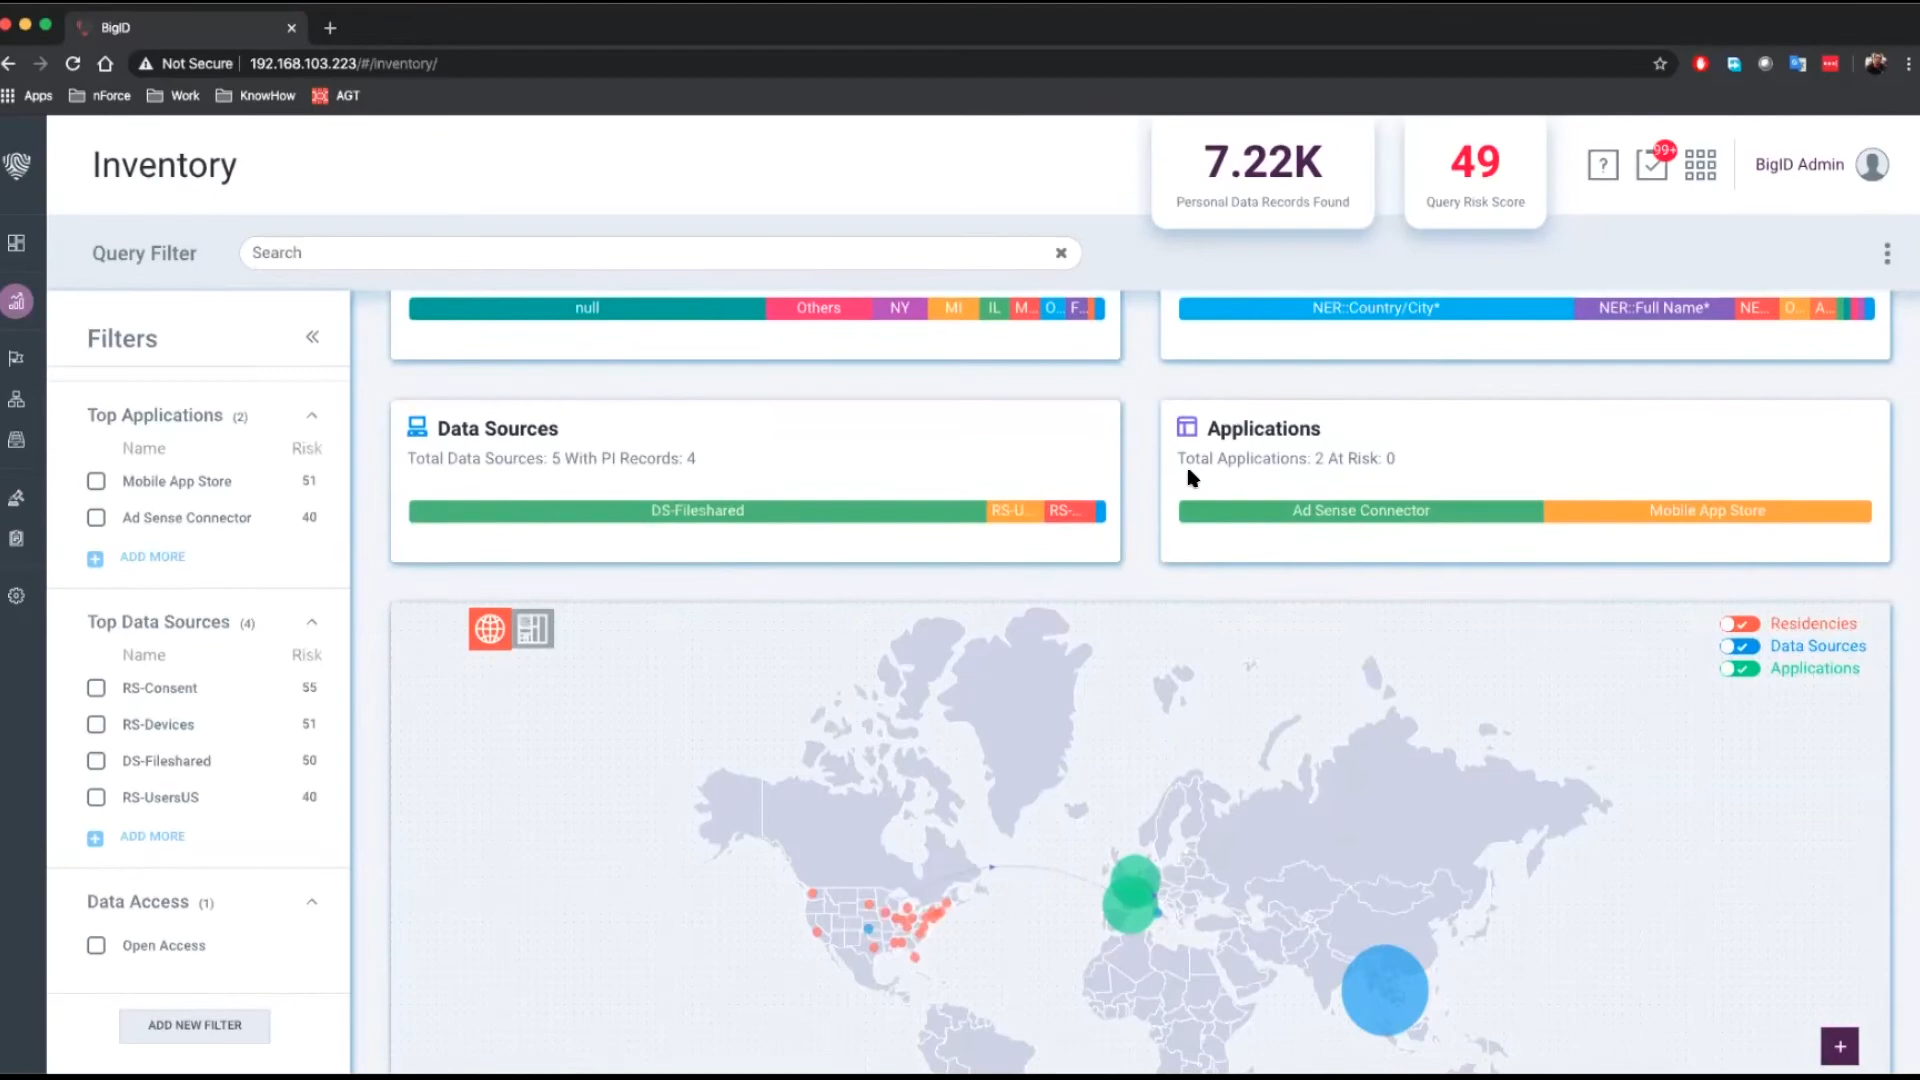 BigID
Not Secure 192.168.103.223/#/inventory/
Apps nForce Work KnowHow AGT
Inventory
7.22K
Personal Data Records Found
49
Query Risk Score
?
99+
BigID Admin
Query Filter
Search
Filters
Top Applications (2)
Name Risk
Mobile App Store 51
Ad Sense Connector 40
ADD MORE
Top Data Sources (4)
Name Risk
RS-Consent 55
RS-Devices 51
DS-Fileshared 50
RS-UsersUS 40
ADD MORE
Data Access (1)
Open Access
ADD NEW FILTER
null Others NY MI IL M... O... F...
NER::Country/City* NER::Full Name* NE... O... A...
Data Sources
Total Data Sources: 5 With PI Records: 4
DS-Fileshared RS-U... RS-...
Applications
Total Applications: 2 At Risk: 0
Ad Sense Connector Mobile App Store
Residencies
Data Sources
Applications
+